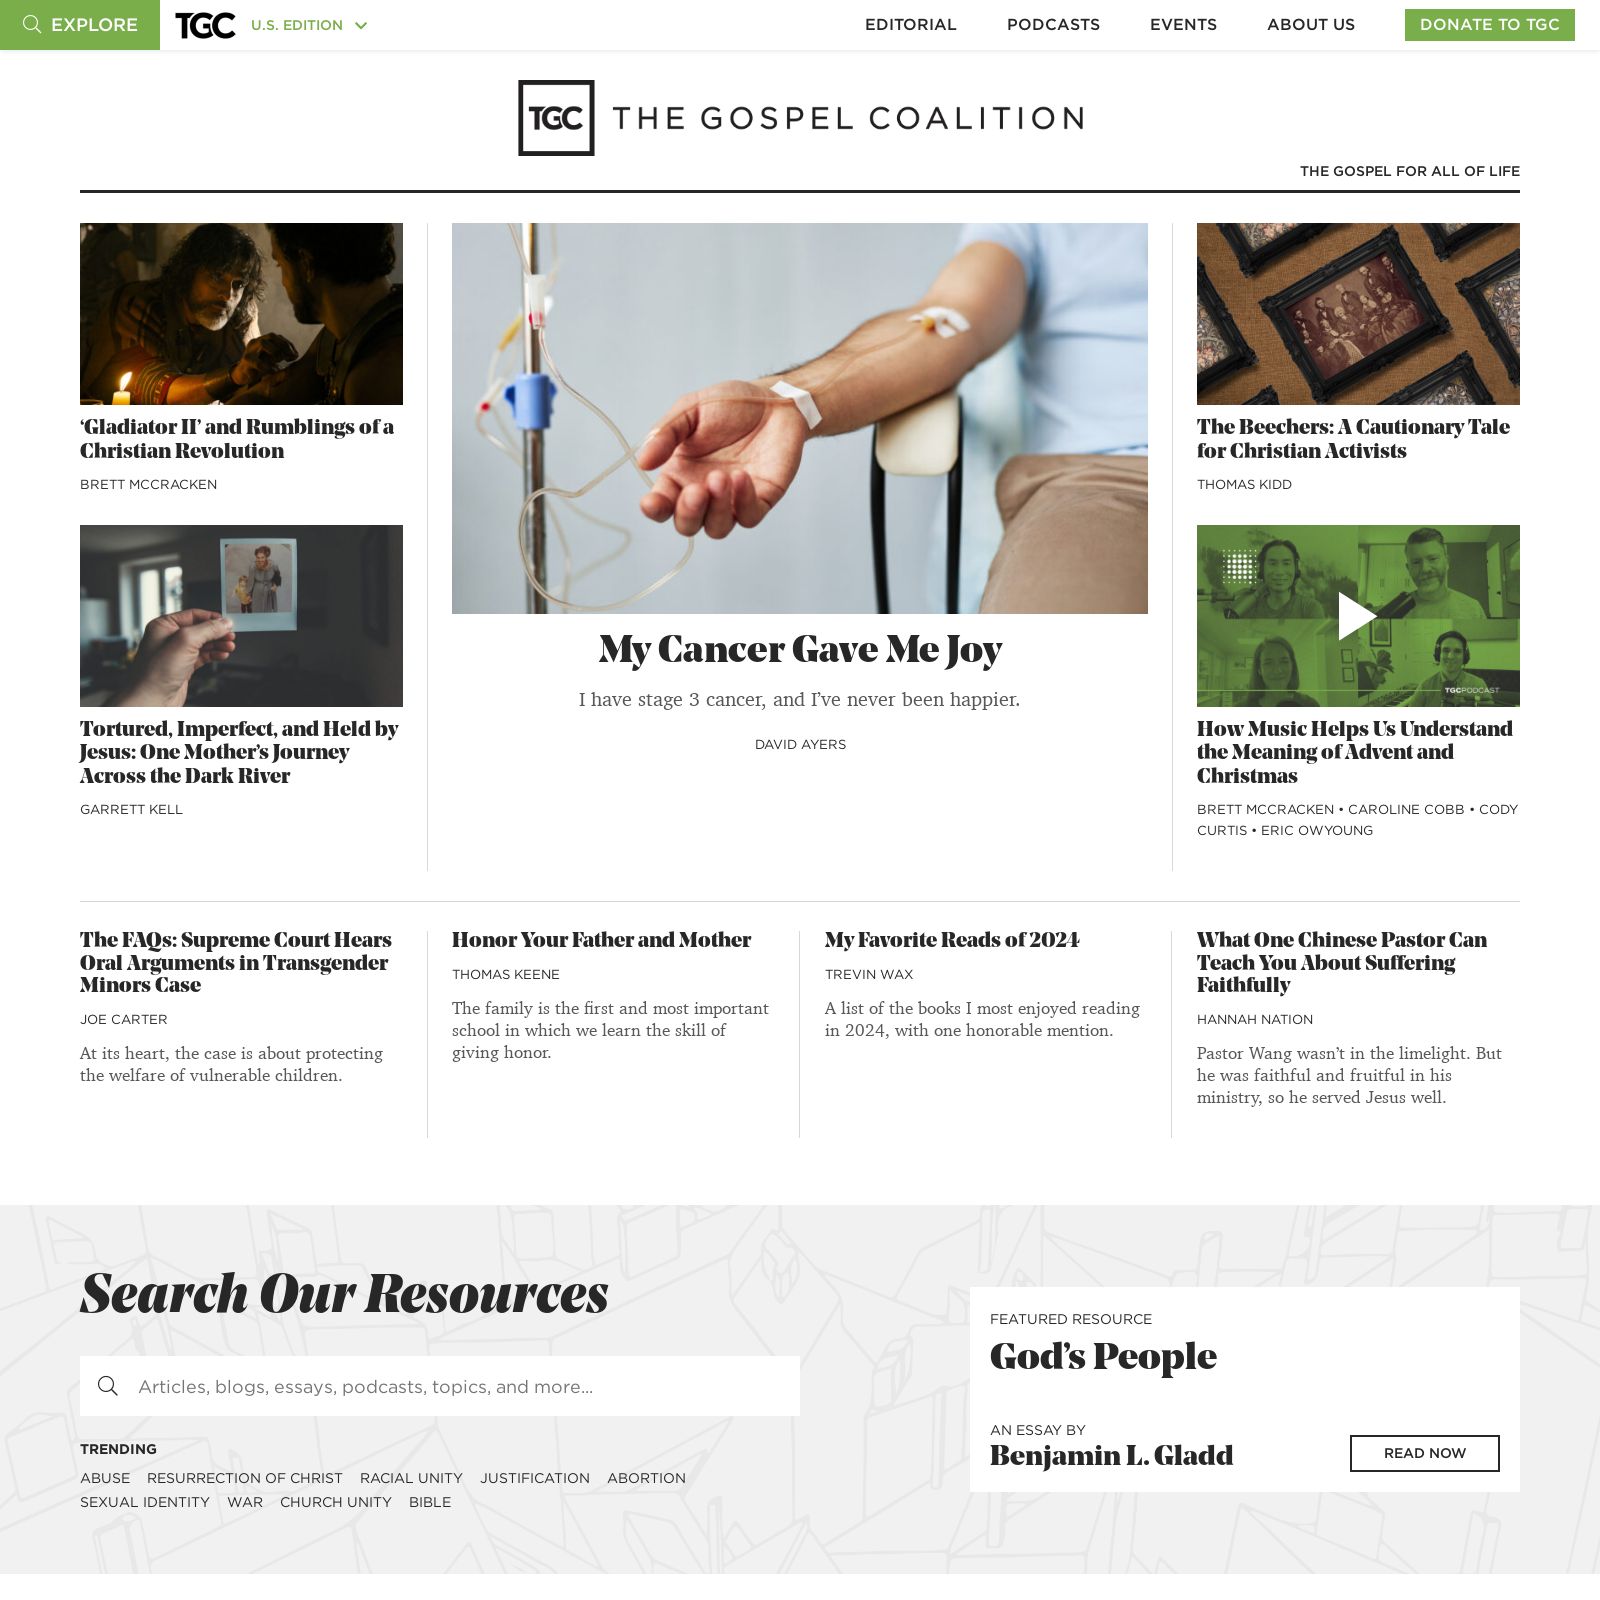 EXPLORE
TGC
U.S. EDITION
EDITORIAL
PODCASTS
EVENTS
ABOUT US
DONATE TO TGC
TGC THE GOSPEL COALITION
THE GOSPEL FOR ALL OF LIFE
‘Gladiator II’ and Rumblings of a
Christian Revolution
BRETT MCCRACKEN
Tortured, Imperfect, and Held by
Jesus: One Mother’s Journey
Across the Dark River
GARRETT KELL
My Cancer Gave Me Joy
I have stage 3 cancer, and I’ve never been happier.
DAVID AYERS
The Beechers: A Cautionary Tale
for Christian Activists
THOMAS KIDD
TGCPODCAST
How Music Helps Us Understand
the Meaning of Advent and
Christmas
BRETT MCCRACKEN • CAROLINE COBB • CODY
CURTIS • ERIC OWYOUNG
The FAQs: Supreme Court Hears
Oral Arguments in Transgender
Minors Case
JOE CARTER
At its heart, the case is about protecting
the welfare of vulnerable children.
Honor Your Father and Mother
THOMAS KEENE
The family is the first and most important
school in which we learn the skill of
giving honor.
My Favorite Reads of 2024
TREVIN WAX
A list of the books I most enjoyed reading
in 2024, with one honorable mention.
What One Chinese Pastor Can
Teach You About Suffering
Faithfully
HANNAH NATION
Pastor Wang wasn’t in the limelight. But
he was faithful and fruitful in his
ministry, so he served Jesus well.
Search Our Resources
Articles, blogs, essays, podcasts, topics, and more...
TRENDING
ABUSE RESURRECTION OF CHRIST RACIAL UNITY JUSTIFICATION ABORTION
SEXUAL IDENTITY WAR CHURCH UNITY BIBLE
FEATURED RESOURCE
God’s People
AN ESSAY BY
Benjamin L. Gladd
READ NOW